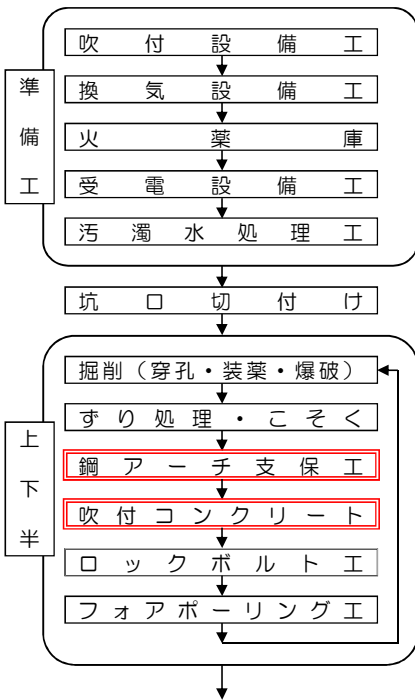 準備工
吹付設備工
換気設備工
火薬庫
受電設備工
汚濁水処理工
坑口切付け
上下半
掘削（穿孔・装薬・爆破）
ずり処理・こそく
鋼アーチ支保工
吹付コンクリート
ロックボルト工
フォアポーリング工